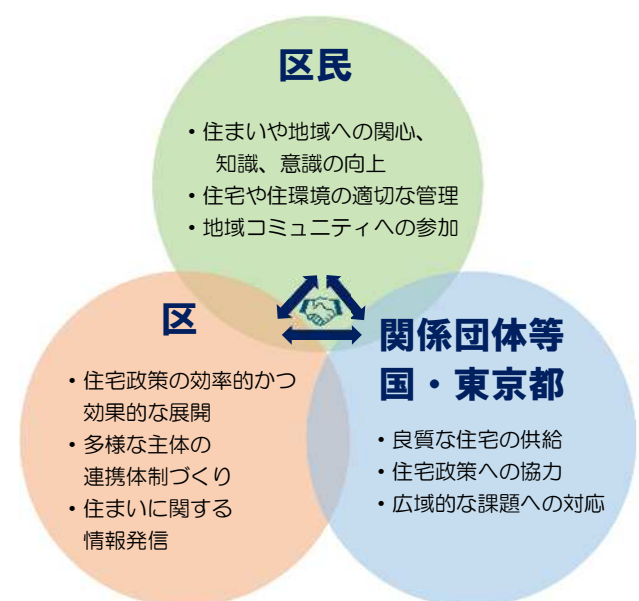 区民
・住まいや地域への関心、
知識、意識の向上
・住宅や住環境の適切な管理
・地域コミュニティへの参加
区
・住宅政策の効率的かつ
効果的な展開
・多様な主体の
連携体制づくり
・住まいに関する
情報発信
関係団体等
国・東京都
・良質な住宅の供給
・住宅政策への協力
・広域的な課題への対応